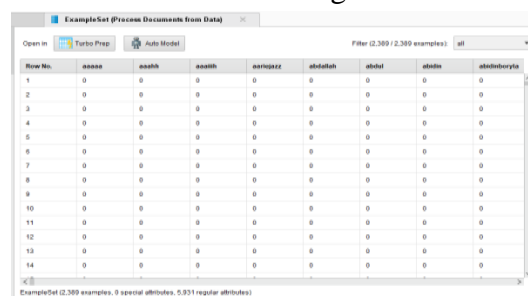 ExampleSet (Process Documents from Data)
Open in Turbo Prep Auto Model Filter (2,389 / 2,389 examples): all
Row No. aaaaa aaahh aariejazz abdallah abdul abidin
1 0 0 0 0 0 0 0 0
2 0 0 0 0 0 0 0 0
3 0 0 0 0 0 0 0 0
4 0 0 0 0 0 0 0 0
5 0 0 0 0 0 0 0 0
6 0 0 0 0 0 0 0 0
7 0 0 0 0 0 0 0 0
8 0 0 0 0 0 0 0 0
9 0 0 0 0 0 0 0 0
10 0 0 0 0 0 0 0 0
11 0 0 0 0 0 0 0 0
12 0 0 0 0 0 0 0 0
13 0 0 0 0 0 0 0 0
14 0 0 0 0 0 0 0 0
ExampleSet (2,389 examples, 0 special attributes, 5,931 regular attributes)